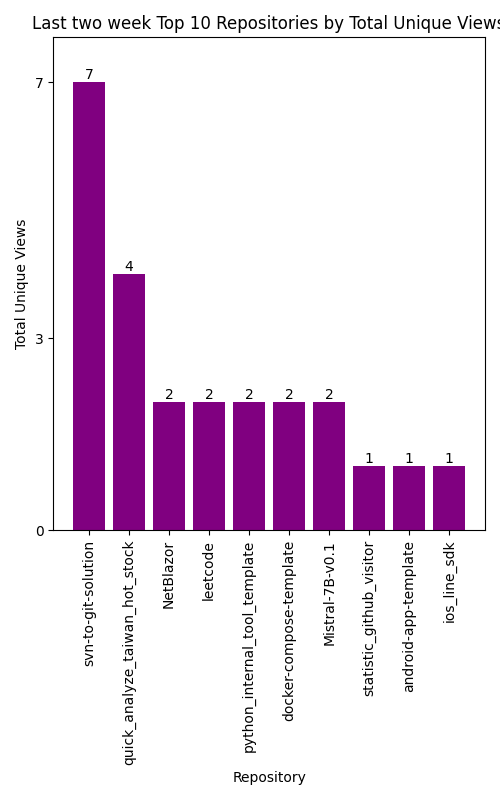 Last two week Top 10 Repositories by Total Unique Views
Total Unique Views
7
3
0
7
4
2
2
2
2
2
1
1
1
svn-to-git-solution
quick_analyze_taiwan_hot_stock
NetBlazor
leetcode
python_internal_tool_template
docker-compose-template
Mistral-7B-v0.1
statistic_github_visitor
android-app-template
ios_line_sdk
Repository